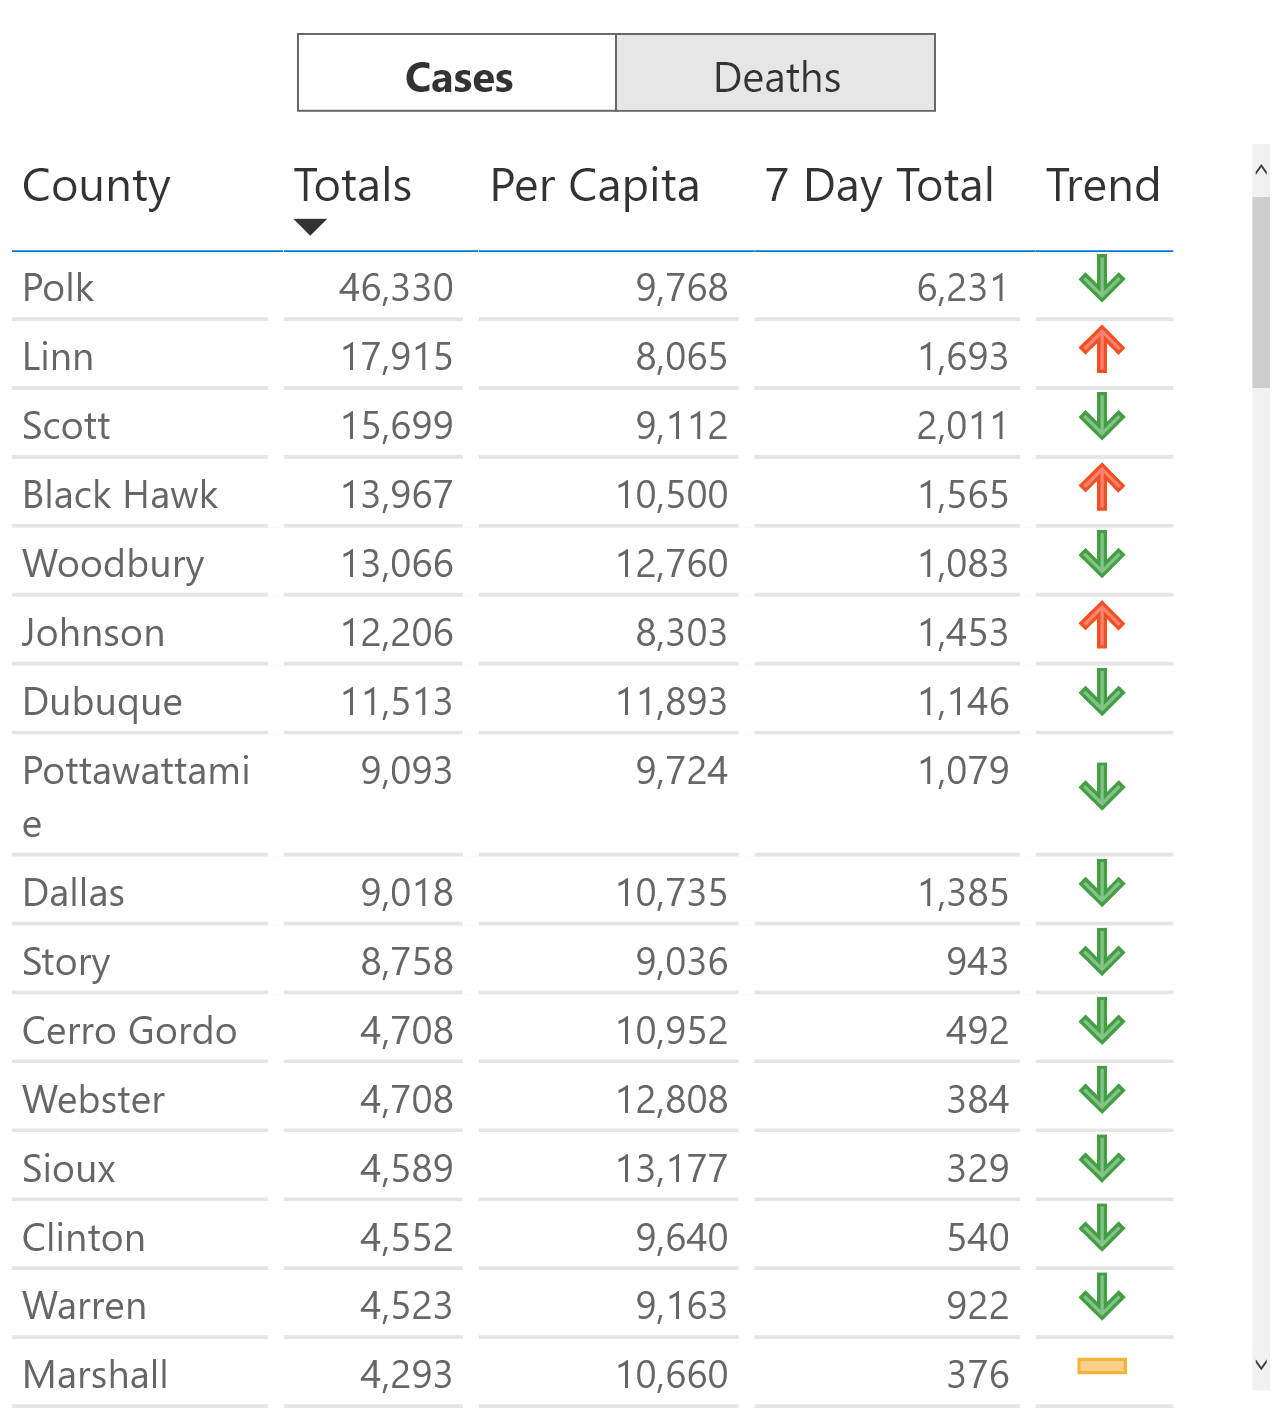 Cases Deaths
County Totals Per Capita 7 Day Total Trend
Polk 46,330 9,768 6,231
Linn 17,915 8,065 1,693
Scott 15,699 9,112 2,011
Black Hawk 13,967 10,500 1,565
Woodbury 13,066 12,760 1,083
Johnson 12,206 8,303 1,453
Dubuque 11,513 11,893 1,146
Pottawattami 9,093 9,724 1,079
e
Dallas 9,018 10,735 1,385
Story 8,758 9,036 943
Cerro Gordo 4,708 10,952 492
Webster 4,708 12,808 384
Sioux 4,589 13,177 329
Clinton 4,552 9,640 540
Warren 4,523 9,163 922
Marshall 4,293 10,660 376